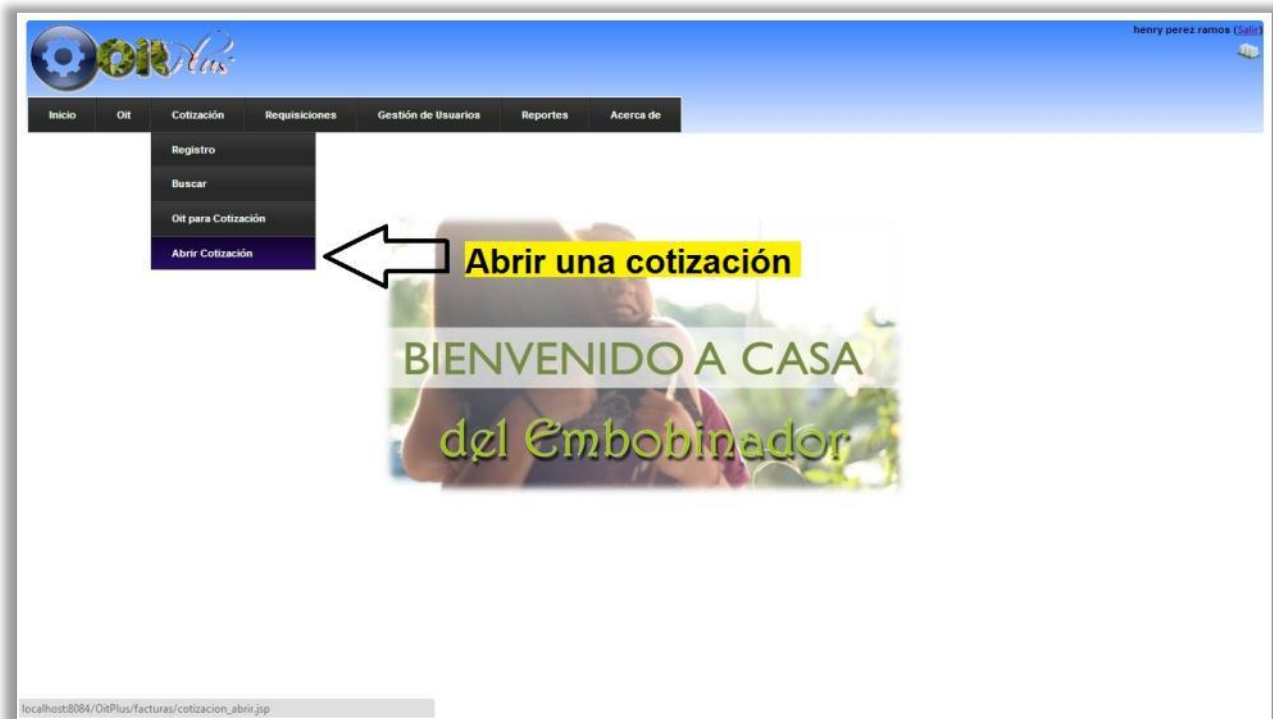 henry perez ramos (Salir)
Oit Plus
Inicio Oit Cotización Requisiciones Gestión de Usuarios Reportes Acerca de
Registro
Buscar
Oit para Cotización
Abrir Cotización
Abrir una cotización
BIENVENIDO A CASA
del Embobinador
localhost:8084/OitPlus/facturas/cotizacion_abrir.jsp